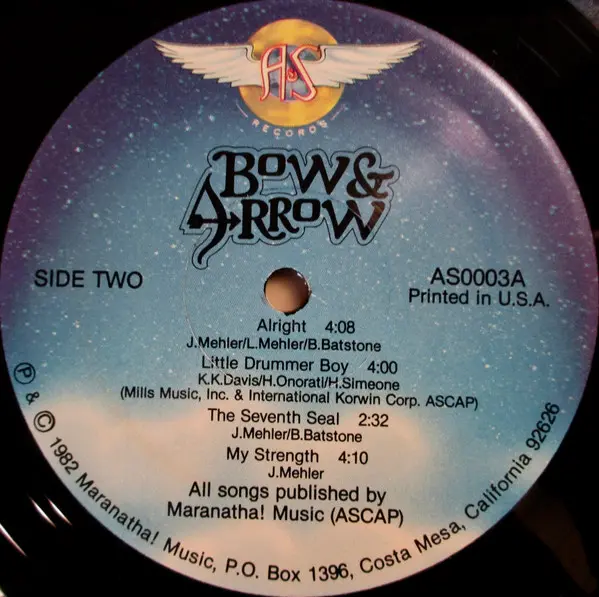 A&S
RECORDS
BOW &
ARROW
SIDE TWO
AS0003A
Printed in U.S.A.
Alright 4:08
J.Mehler/L.Mehler/B.Batstone
Little Drummer Boy 4:00
K.K.Davis/H.Onorati/H.Simeone
(Mills Music, Inc. & International Korwin Corp. ASCAP)
The Seventh Seal 2:32
J.Mehler/B.Batstone
My Strength 4:10
J.Mehler
All songs published by
Maranatha! Music (ASCAP)
Ⓟ & © 1982 Maranatha! Music, P.O. Box 1396, Costa Mesa, California 92626